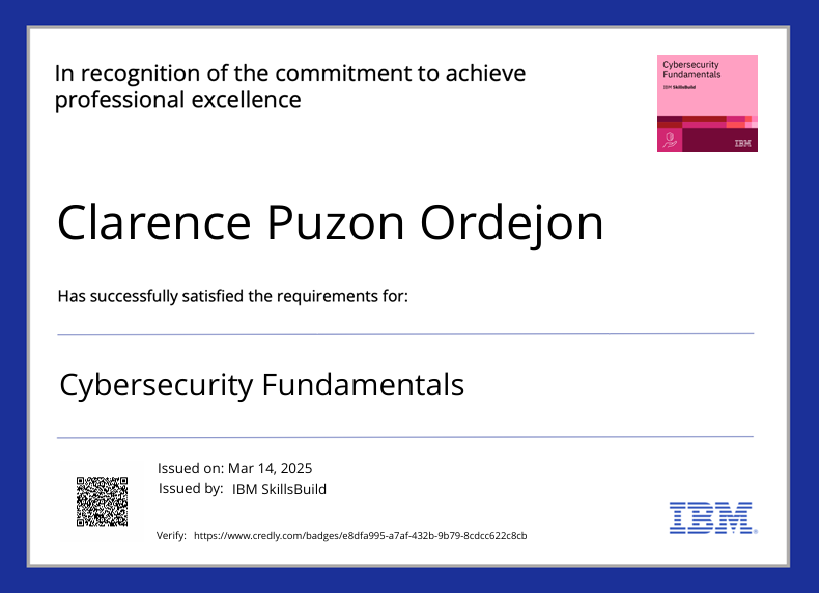 In recognition of the commitment to achieve
professional excellence
Cybersecurity
Fundamentals
IBM SkillsBuild
IBM
Clarence Puzon Ordejon
Has successfully satisfied the requirements for:
Cybersecurity Fundamentals
Issued on: Mar 14, 2025
Issued by: IBM SkillsBuild
Verify: https://www.credly.com/badges/e8dfa995-a7af-432b-9b79-8cdcc622c8cb
IBM®